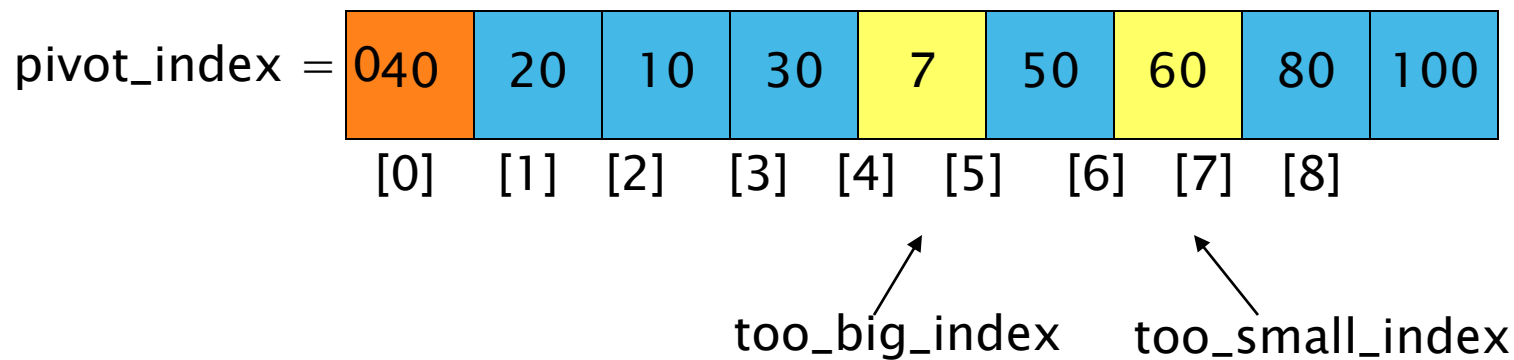 pivot_index = 0 40 20 10 30 7 50 60 80 100
[0] [1] [2] [3] [4] [5] [6] [7] [8]
too_big_index too_small_index